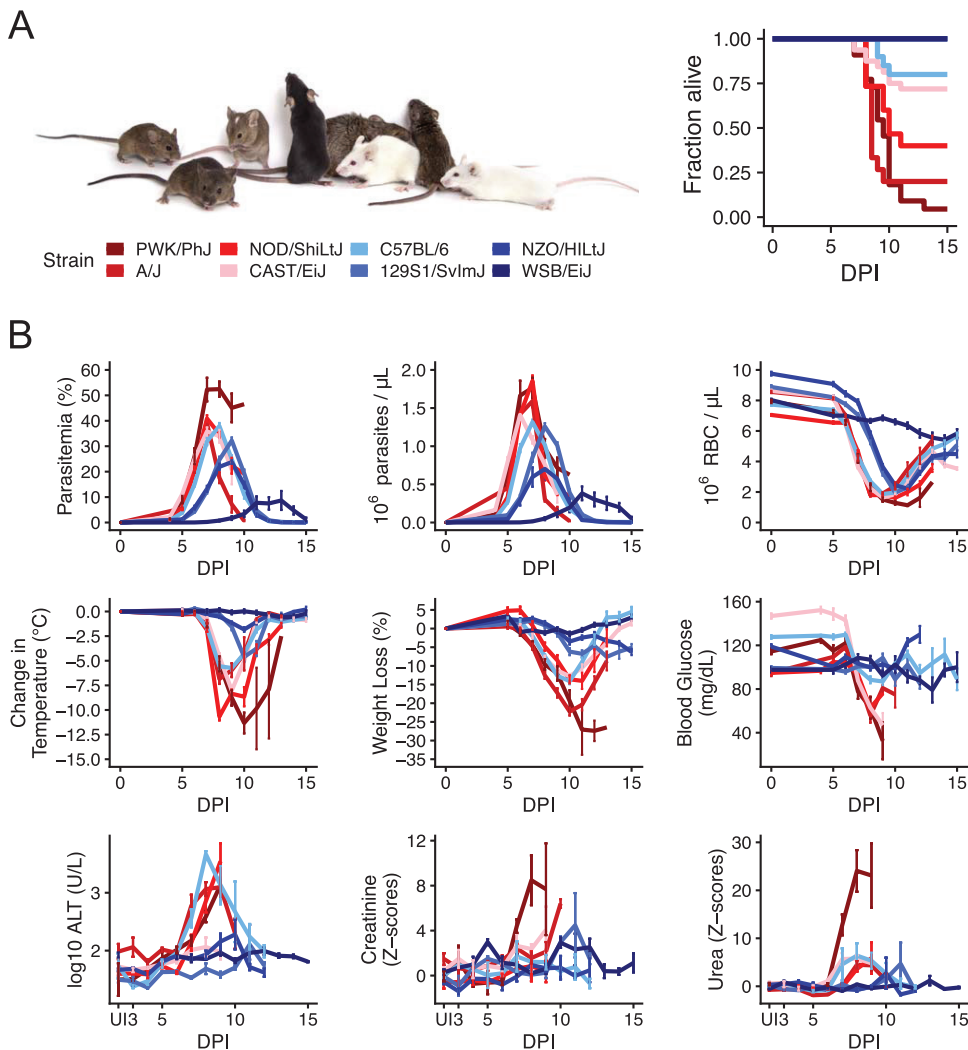 A
Fraction alive
1.00
0.75
0.50
0.25
0.00
0 5 10 15
DPI
Strain
PWK/PhJ NOD/ShiLtJ C57BL/6 NZO/HILtJ
A/J CAST/EiJ 129S1/SvImJ WSB/EiJ
B
Parasitemia (%)
60
50
40
30
20
10
0
0 5 10 15
DPI
10⁶ parasites / µL
2.0
1.5
1.0
0.5
0.0
0 5 10 15
DPI
10⁶ RBC / µL
10
8
6
4
2
0
0 5 10 15
DPI
Change in
Temperature (°C)
0.0
−2.5
−5.0
−7.5
−10.0
−12.5
−15.0
0 5 10 15
DPI
Weight Loss (%)
5
0
−5
−10
−15
−20
−25
−30
−35
0 5 10 15
DPI
Blood Glucose
(mg/dL)
160
120
80
40
0 5 10 15
DPI
log10 ALT (U/L)
3
2
UI3 5 10 15
DPI
Creatinine
(Z−scores)
12
8
4
0
UI3 5 10 15
DPI
Urea (Z−scores)
30
20
10
0
UI3 5 10 15
DPI